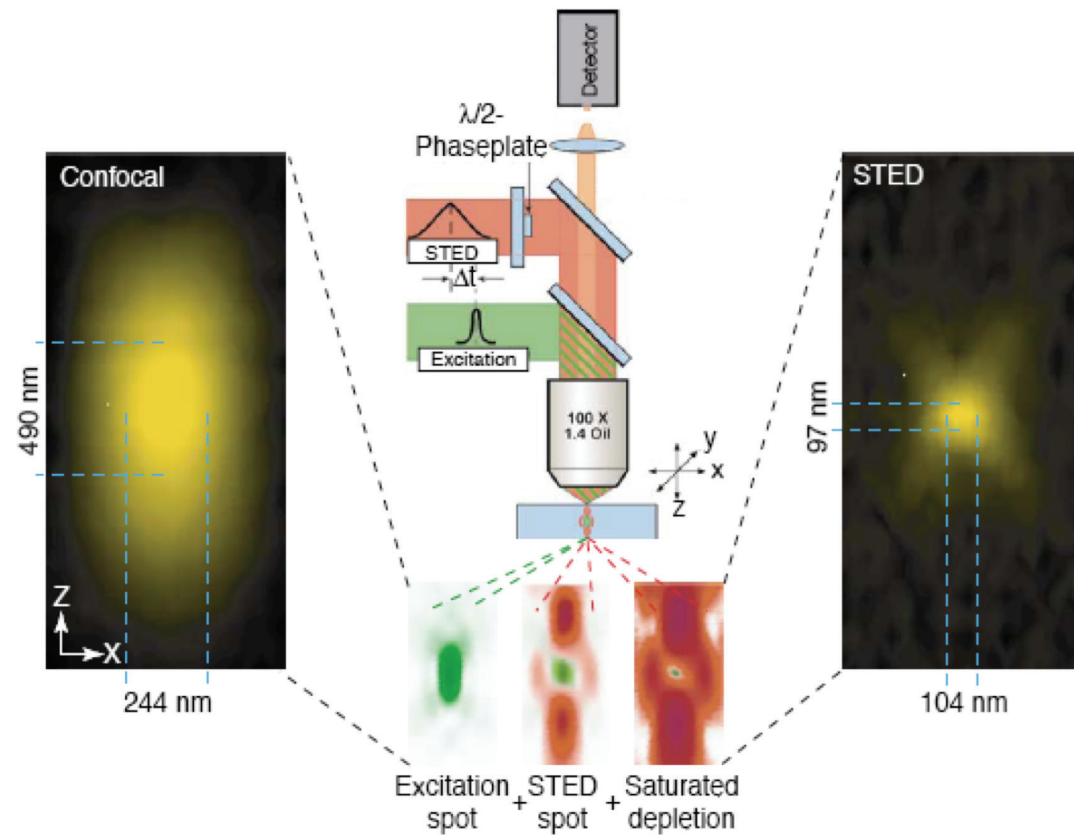 Detector
λ/2-
Phaseplate
Confocal
STED
STED
Δt
Excitation
100 X
1.4 Oil
y
x
z
490 nm
97 nm
Z
X
244 nm
104 nm
Excitation + STED + Saturated
spot spot depletion